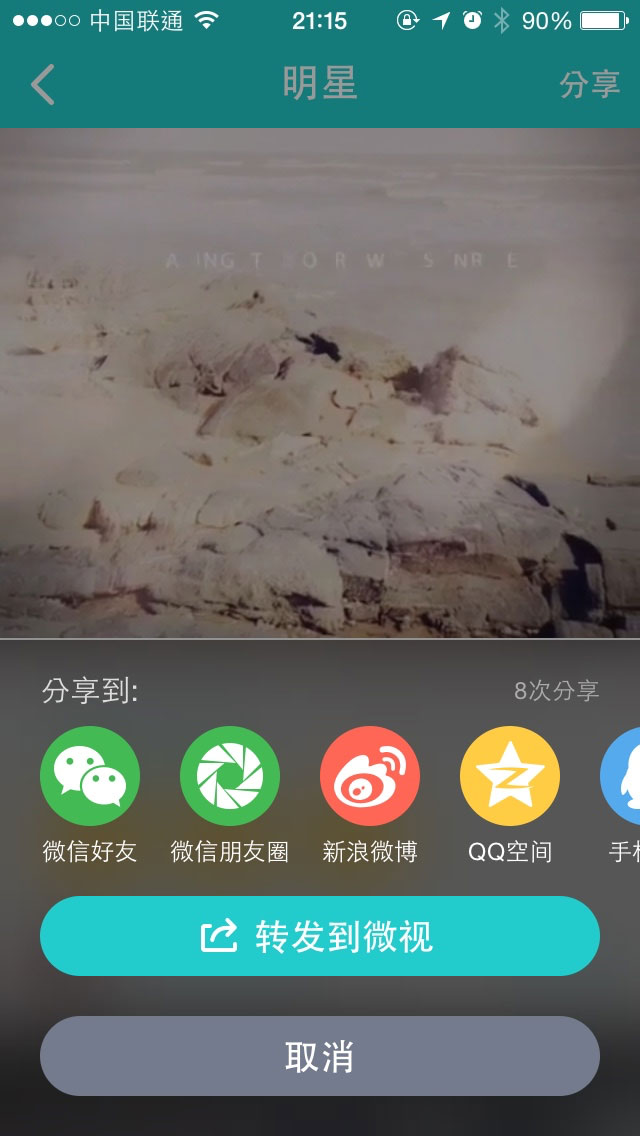 中国联通 21:15 90%
明星 分享
A ING T O R W S NR E
分享到: 8次分享
微信好友 微信朋友圈 新浪微博 QQ空间 手机
转发到微视
取消